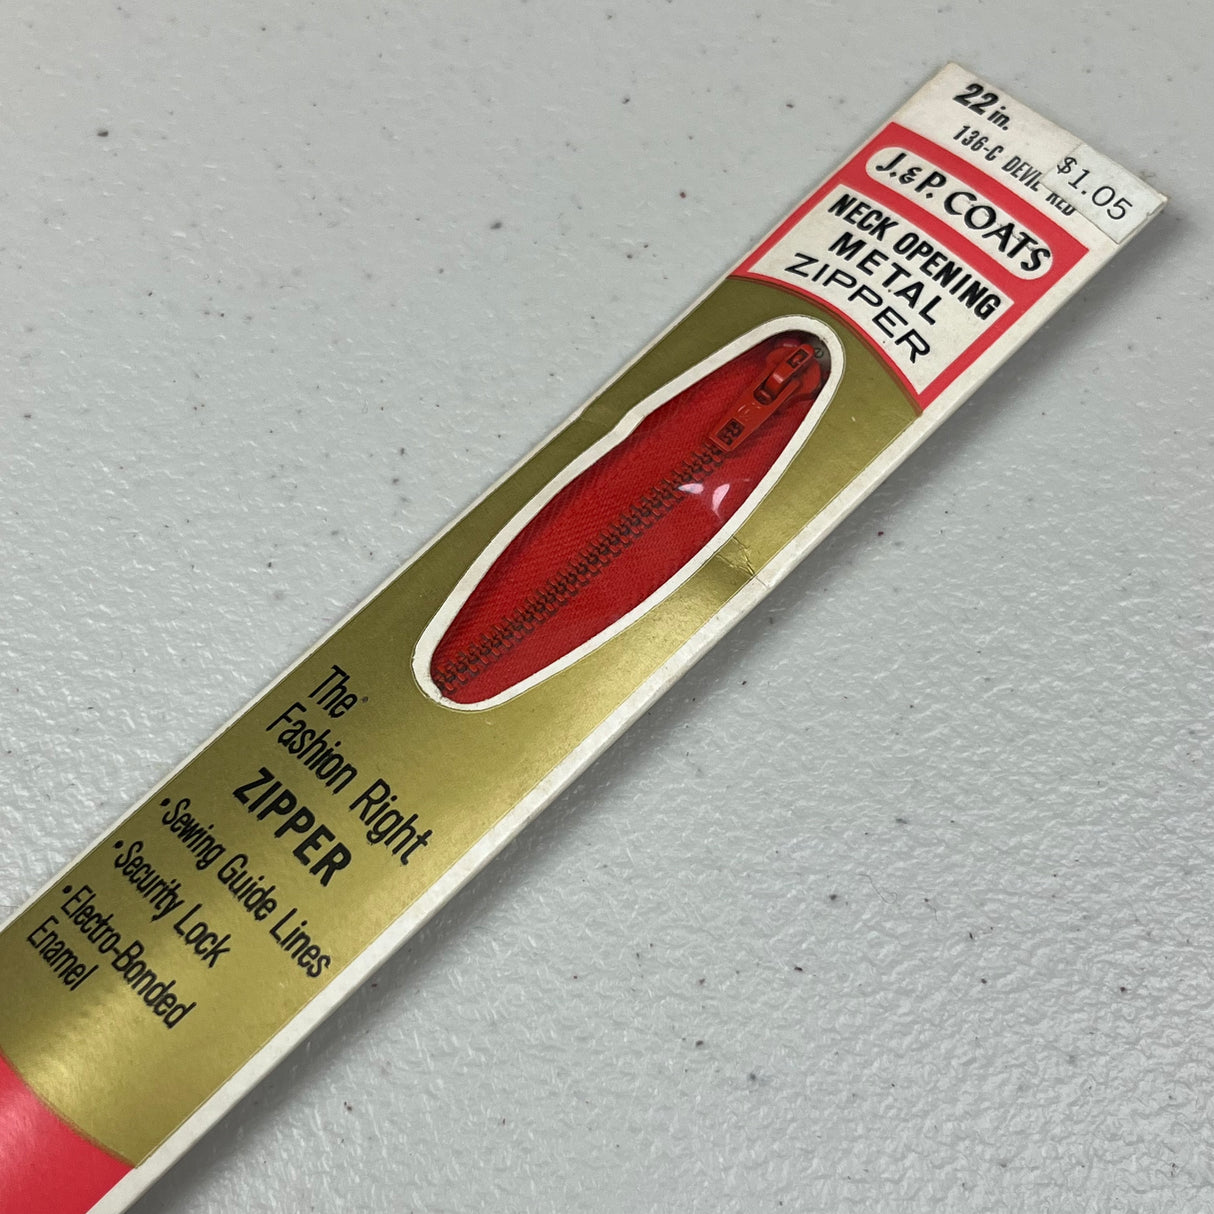 22 in.
136-C DEVIL RED
$1.05
J. & P. COATS
NECK OPENING
METAL
ZIPPER
The
Fashion Right
ZIPPER
• Sewing Guide Lines
• Security Lock
• Electro-Bonded
Enamel